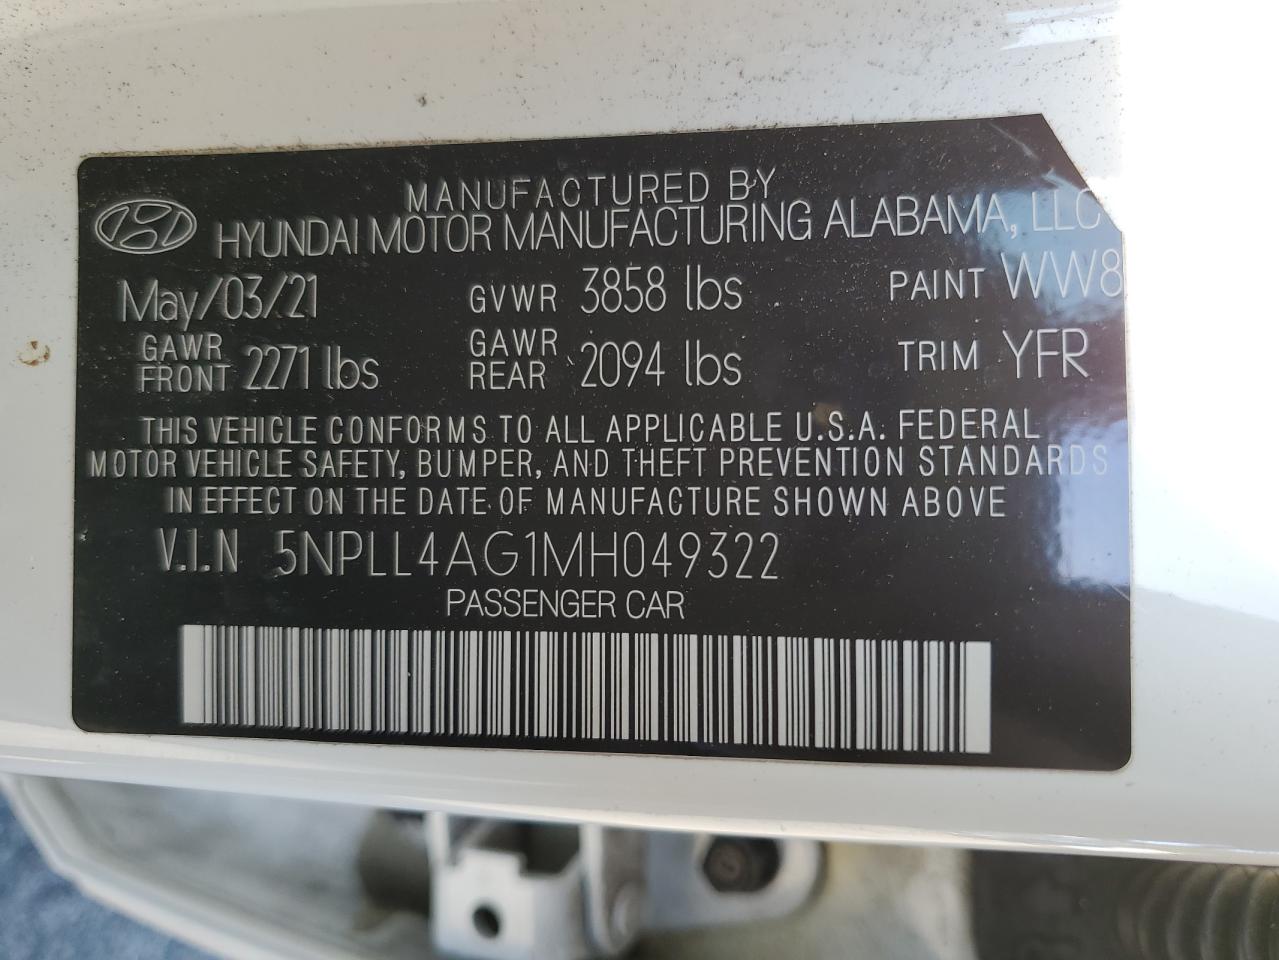 MANUFACTURED BY
HYUNDAI MOTOR MANUFACTURING ALABAMA, LLC
May/03/21 GVWR 3858 lbs PAINT WW8
GAWR FRONT 2271 lbs GAWR REAR 2094 lbs TRIM YFR
THIS VEHICLE CONFORMS TO ALL APPLICABLE U.S.A. FEDERAL
MOTOR VEHICLE SAFETY, BUMPER, AND THEFT PREVENTION STANDARDS
IN EFFECT ON THE DATE OF MANUFACTURE SHOWN ABOVE
V.I.N 5NPLL4AG1MH049322
PASSENGER CAR